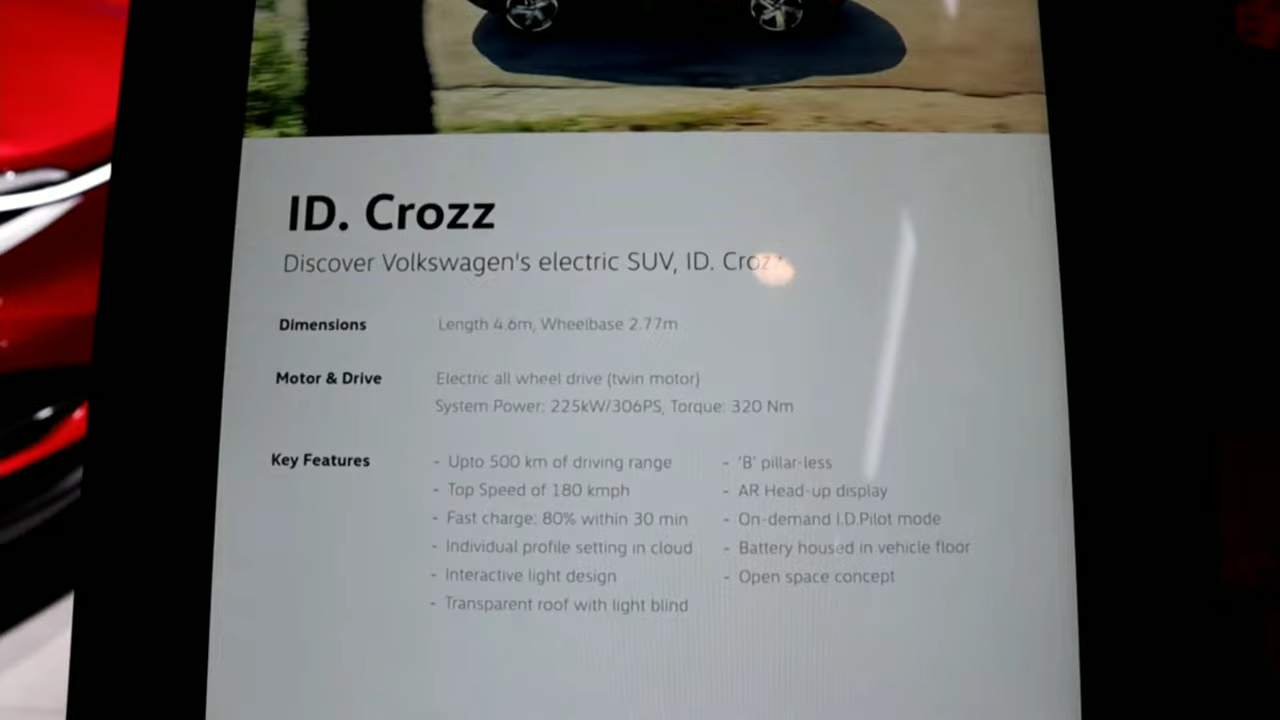 ID. Crozz
Discover Volkswagen's electric SUV, ID. Crozz
Dimensions Length 4.6m, Wheelbase 2.77m
Motor & Drive Electric all wheel drive (twin motor)
System Power: 225kW/306PS, Torque: 320 Nm
Key Features
- Upto 500 km of driving range
- Top Speed of 180 kmph
- Fast charge: 80% within 30 min
- Individual profile setting in cloud
- Interactive light design
- Transparent roof with light blind
- 'B' pillar-less
- AR Head-up display
- On-demand I.D.Pilot mode
- Battery housed in vehicle floor
- Open space concept